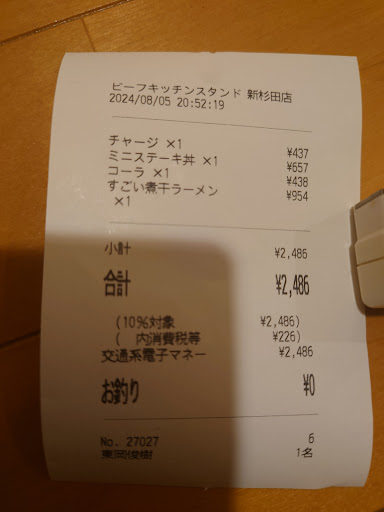 ビーフキッチンスタンド 新杉田店
2024/08/05 20:52:19
チャージ ×1 ¥437
ミニステーキ丼 ×1 ¥657
コーラ ×1 ¥438
すごい煮干ラーメン ¥954
×1
小計 ¥2,486
合計 ¥2,486
(10%対象 ¥2,486)
( 内消費税等 ¥226)
交通系電子マネー ¥2,486
お釣り ¥0
No. 27027 6
東岡俊樹 1名